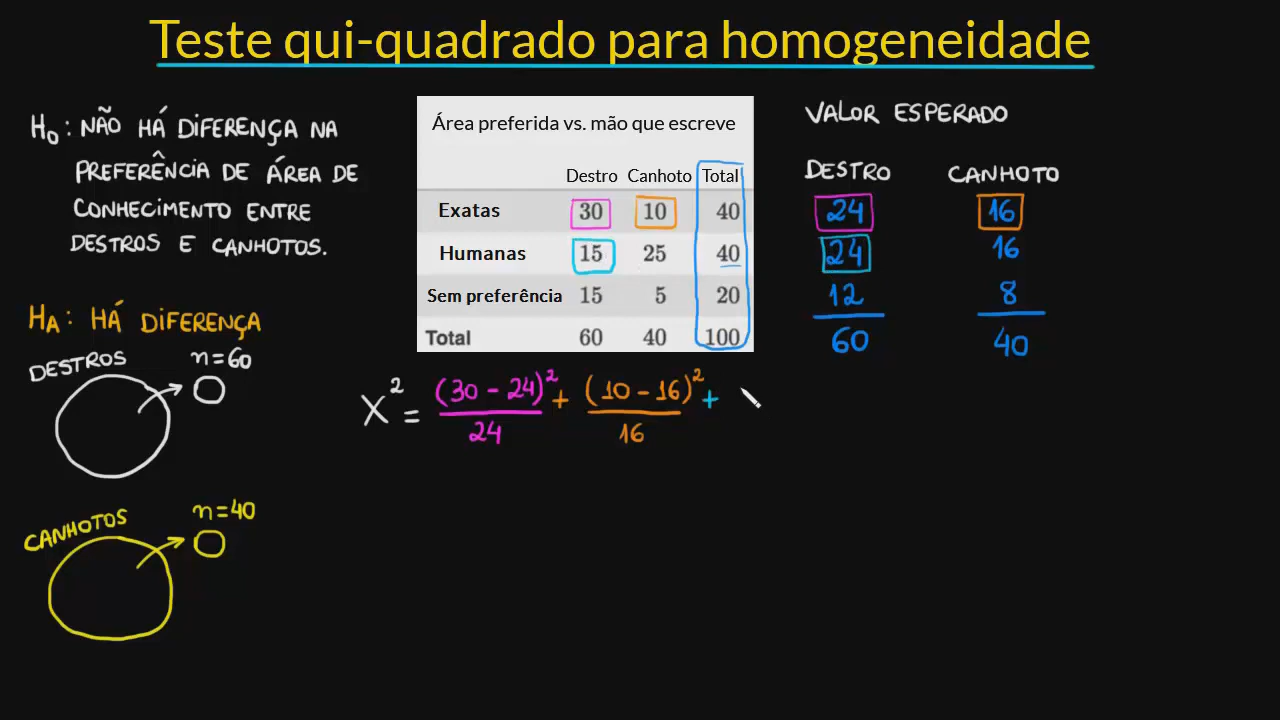 Teste qui-quadrado para homogeneidade
H₀: NÃO HÁ DIFERENÇA NA
PREFERÊNCIA DE ÁREA DE
CONHECIMENTO ENTRE
DESTROS E CANHOTOS.
Hᴀ: HÁ DIFERENÇA
DESTROS n=60
CANHOTOS n=40
Área preferida vs. mão que escreve
Destro Canhoto Total
Exatas 30 10 40
Humanas 15 25 40
Sem preferência 15 5 20
Total 60 40 100
VALOR ESPERADO
DESTRO CANHOTO
24 16
24 16
12 8
60 40
X² = (30 - 24)²/24 + (10 - 16)²/16 +